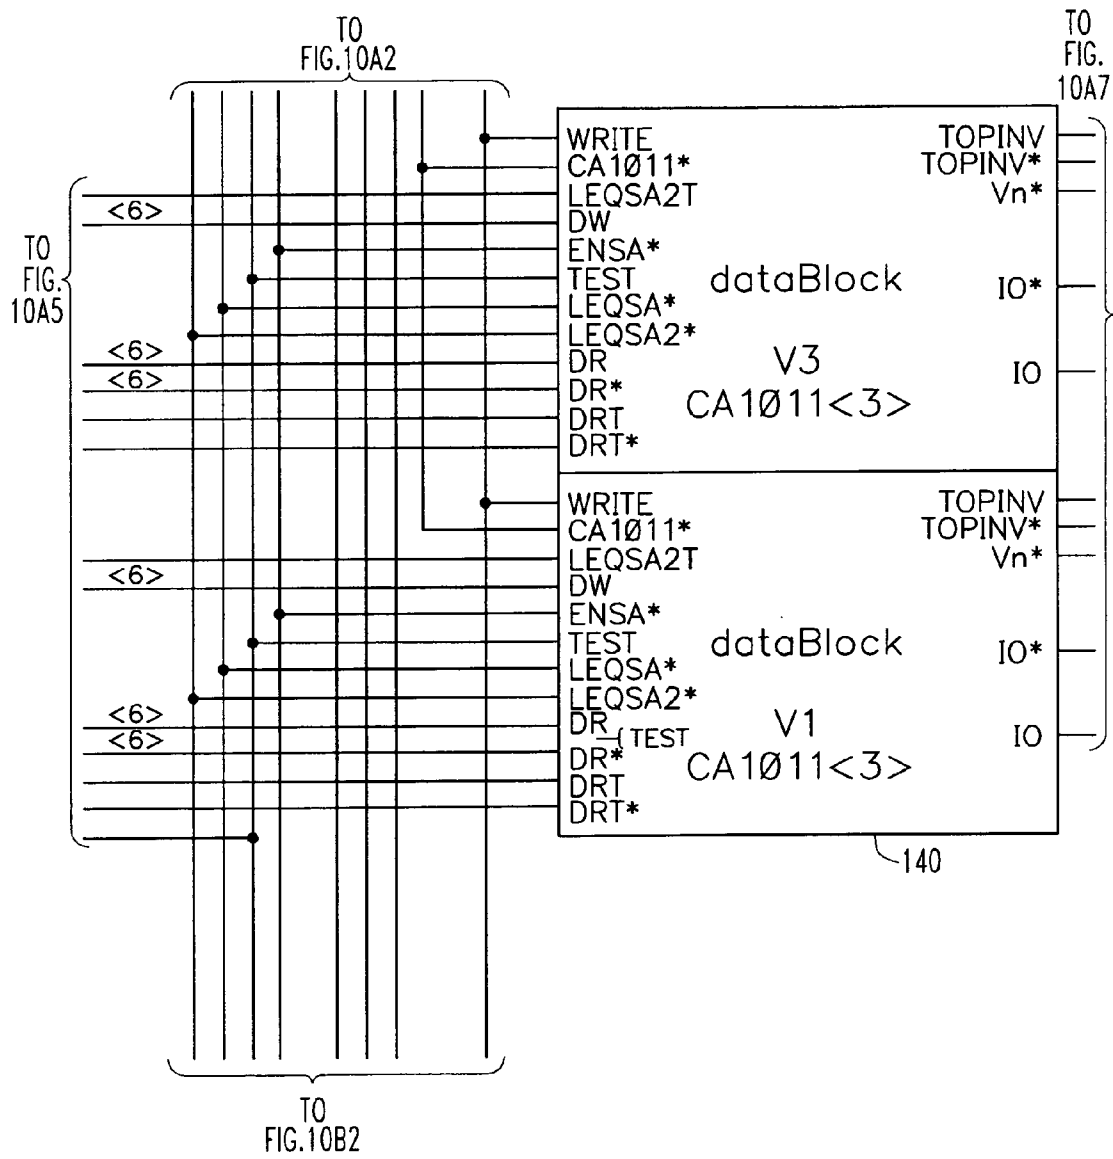 TO
FIG.10A2
TO
FIG.
10A7
TO
FIG.
10A5
WRITE
CA1Ø11*
LEQSA2T
<6>
DW
ENSA*
TEST
LEQSA*
LEQSA2*
<6>
DR
<6>
DR*
DRT
DRT*
dataBlock
V3
CA1Ø11<3>
TOPINV
TOPINV*
Vn*
IO*
IO
WRITE
CA1Ø11*
LEQSA2T
<6>
DW
ENSA*
TEST
LEQSA*
LEQSA2*
<6>
DR
TEST
<6>
DR*
DRT
DRT*
dataBlock
V1
CA1Ø11<3>
TOPINV
TOPINV*
Vn*
IO*
IO
140
TO
FIG.10B2